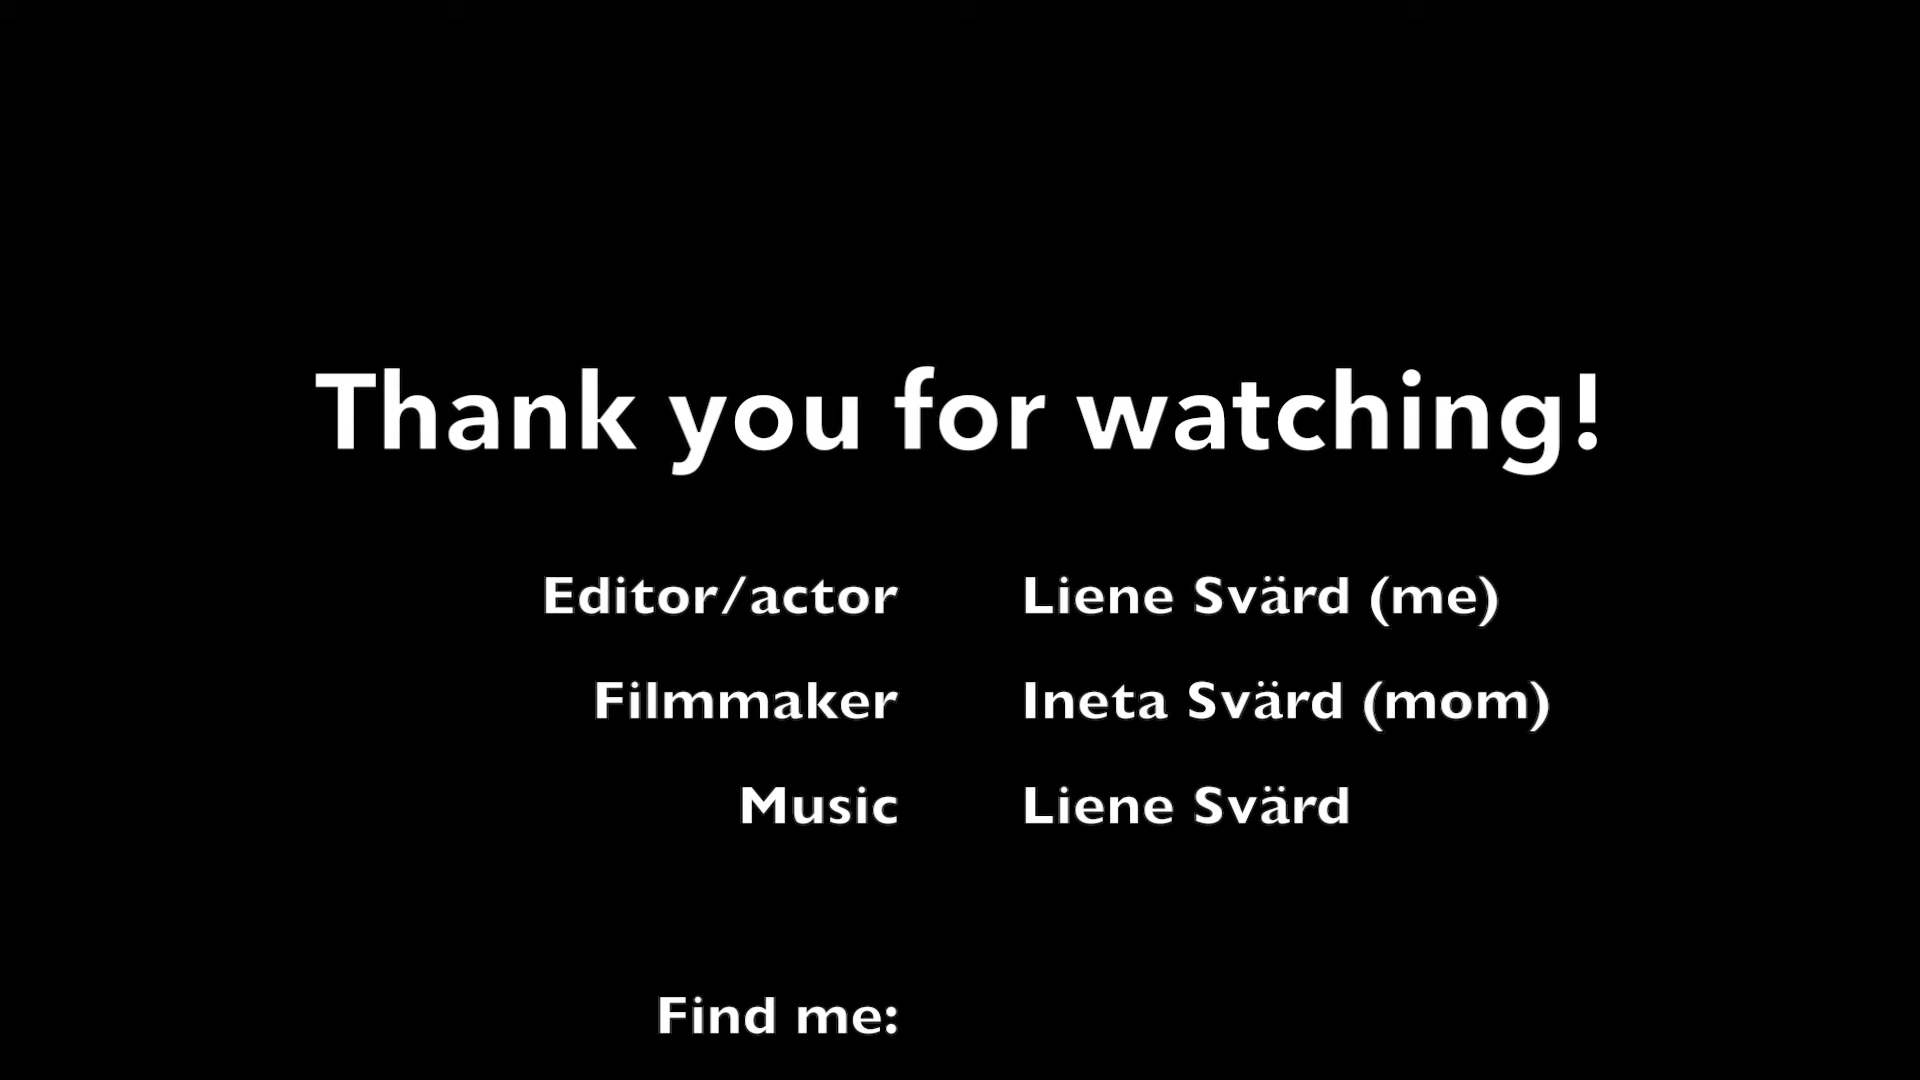 Thank you for watching!
Editor/actor Liene Svärd (me)
Filmmaker Ineta Svärd (mom)
Music Liene Svärd
Find me: